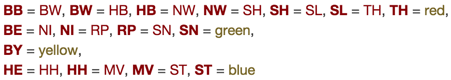 BB = BW, BW = HB, HB = NW, NW = SH, SH = SL, SL = TH, TH = red,
BE = NI, NI = RP, RP = SN, SN = green,
BY = yellow,
HE = HH, HH = MV, MV = ST, ST = blue